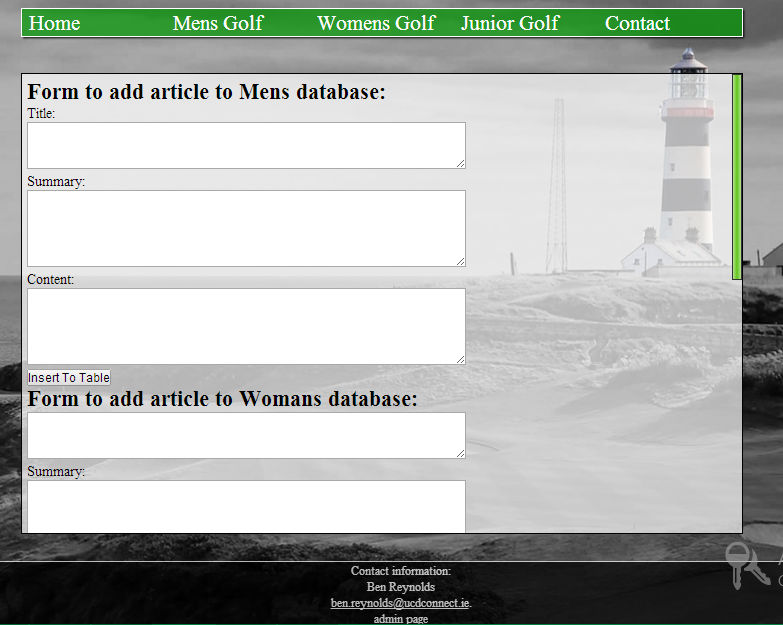 Home Mens Golf Womens Golf Junior Golf Contact
Form to add article to Mens database:
Title:
Summary:
Content:
Insert To Table
Form to add article to Womans database:
Summary:
Contact information:
Ben Reynolds
ben.reynolds@ucdconnect.ie.
admin page